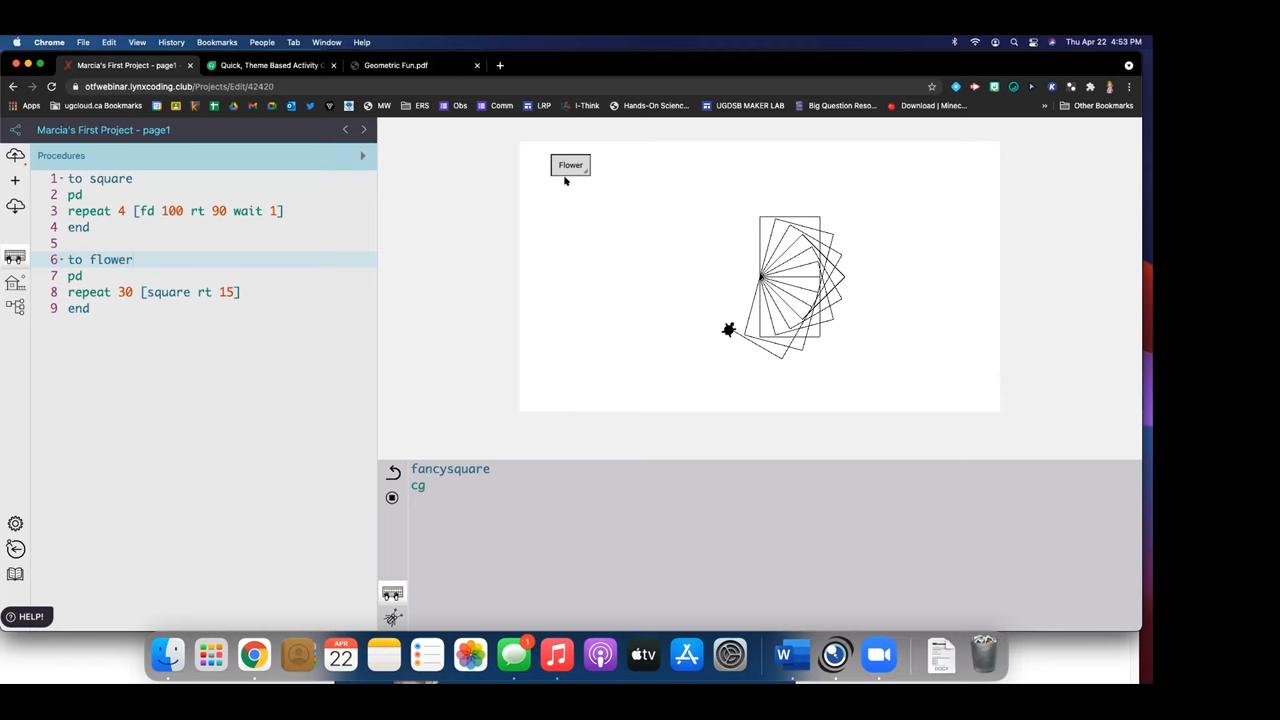 Chrome File Edit View History Bookmarks People Tab Window Help Thu Apr 22 4:53 PM
Marcia's First Project - page1 Quick, Theme Based Activity C Geometric Fun.pdf
otfwebinar.lynxcoding.club/Projects/Edit/42420
Apps ugcloud.ca Bookmarks MW ERS Obs Comm LRP I-Think Hands-On Scienc... UGDSB MAKER LAB Big Question Reso... Download | Minec... » Other Bookmarks
Marcia's First Project - page1
Procedures
1 to square
2 pd
3 repeat 4 [fd 100 rt 90 wait 1]
4 end
5
6 to flower
7 pd
8 repeat 30 [square rt 15]
9 end
Flower
fancysquare
cg
HELP!
APR
22
1
tv
W
DOCX